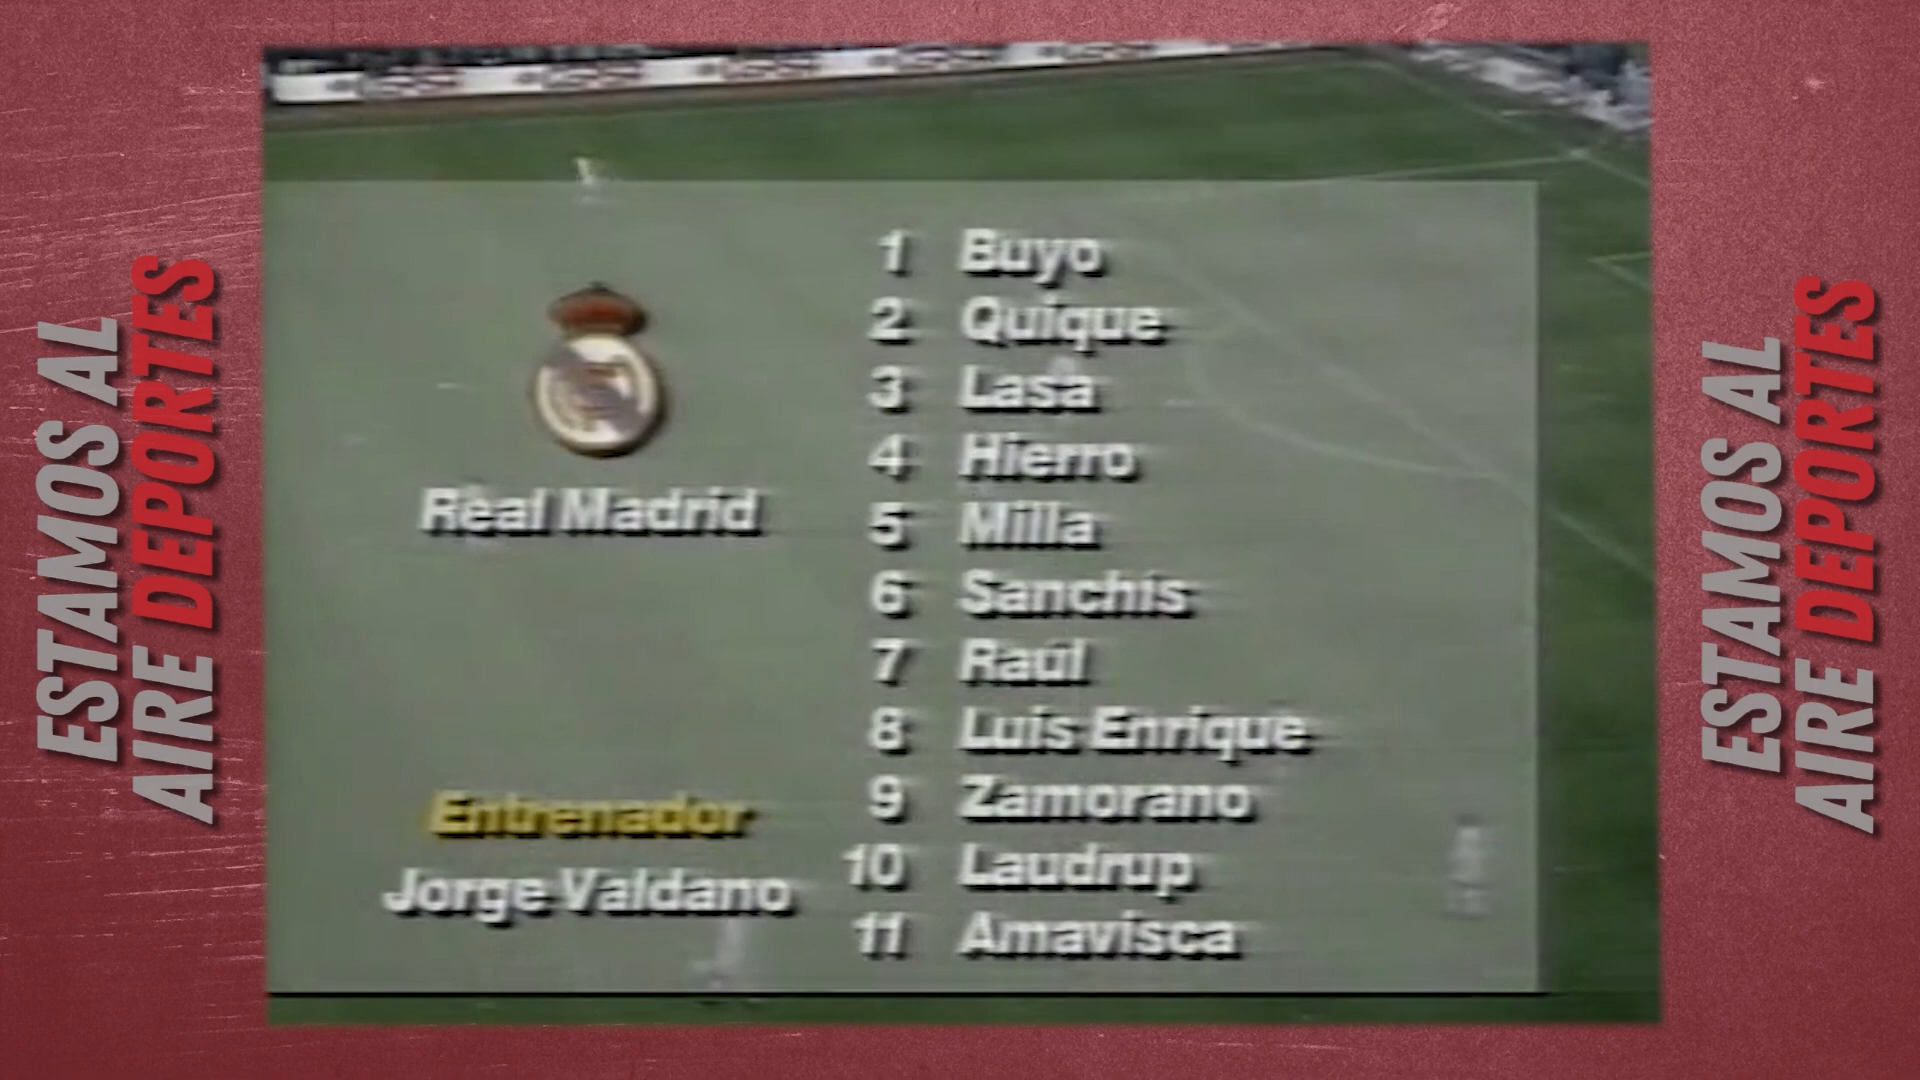 ESTAMOS AL
AIRE DEPORTES
Real Madrid
Entrenador
Jorge Valdano
1 Buyo
2 Quique
3 Lasa
4 Hierro
5 Milla
6 Sanchís
7 Raúl
8 Luis Enrique
9 Zamorano
10 Laudrup
11 Amavisca
ESTAMOS AL
AIRE DEPORTES